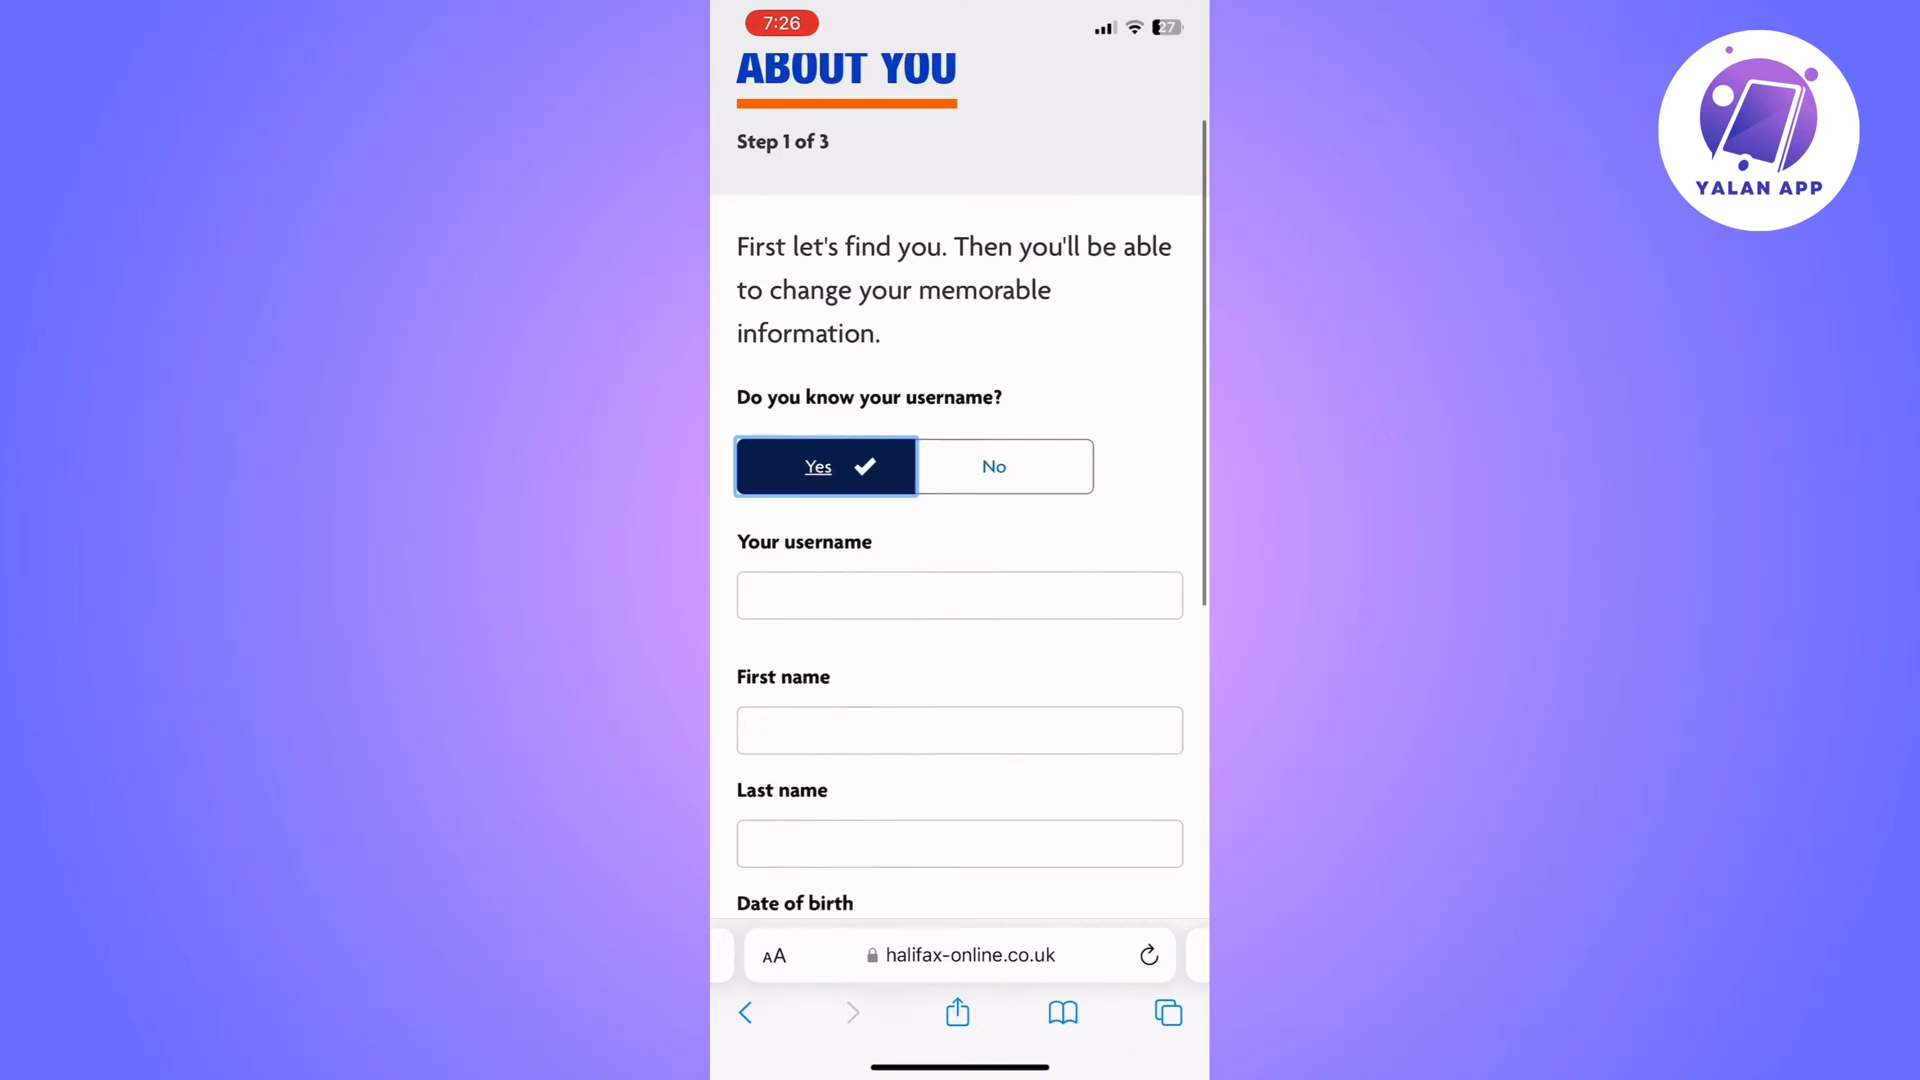 7:26
27
ABOUT YOU
Step 1 of 3
First let's find you. Then you'll be able
to change your memorable
information.
Do you know your username?
Yes
No
Your username
First name
Last name
Date of birth
AA
halifax-online.co.uk
YALAN APP